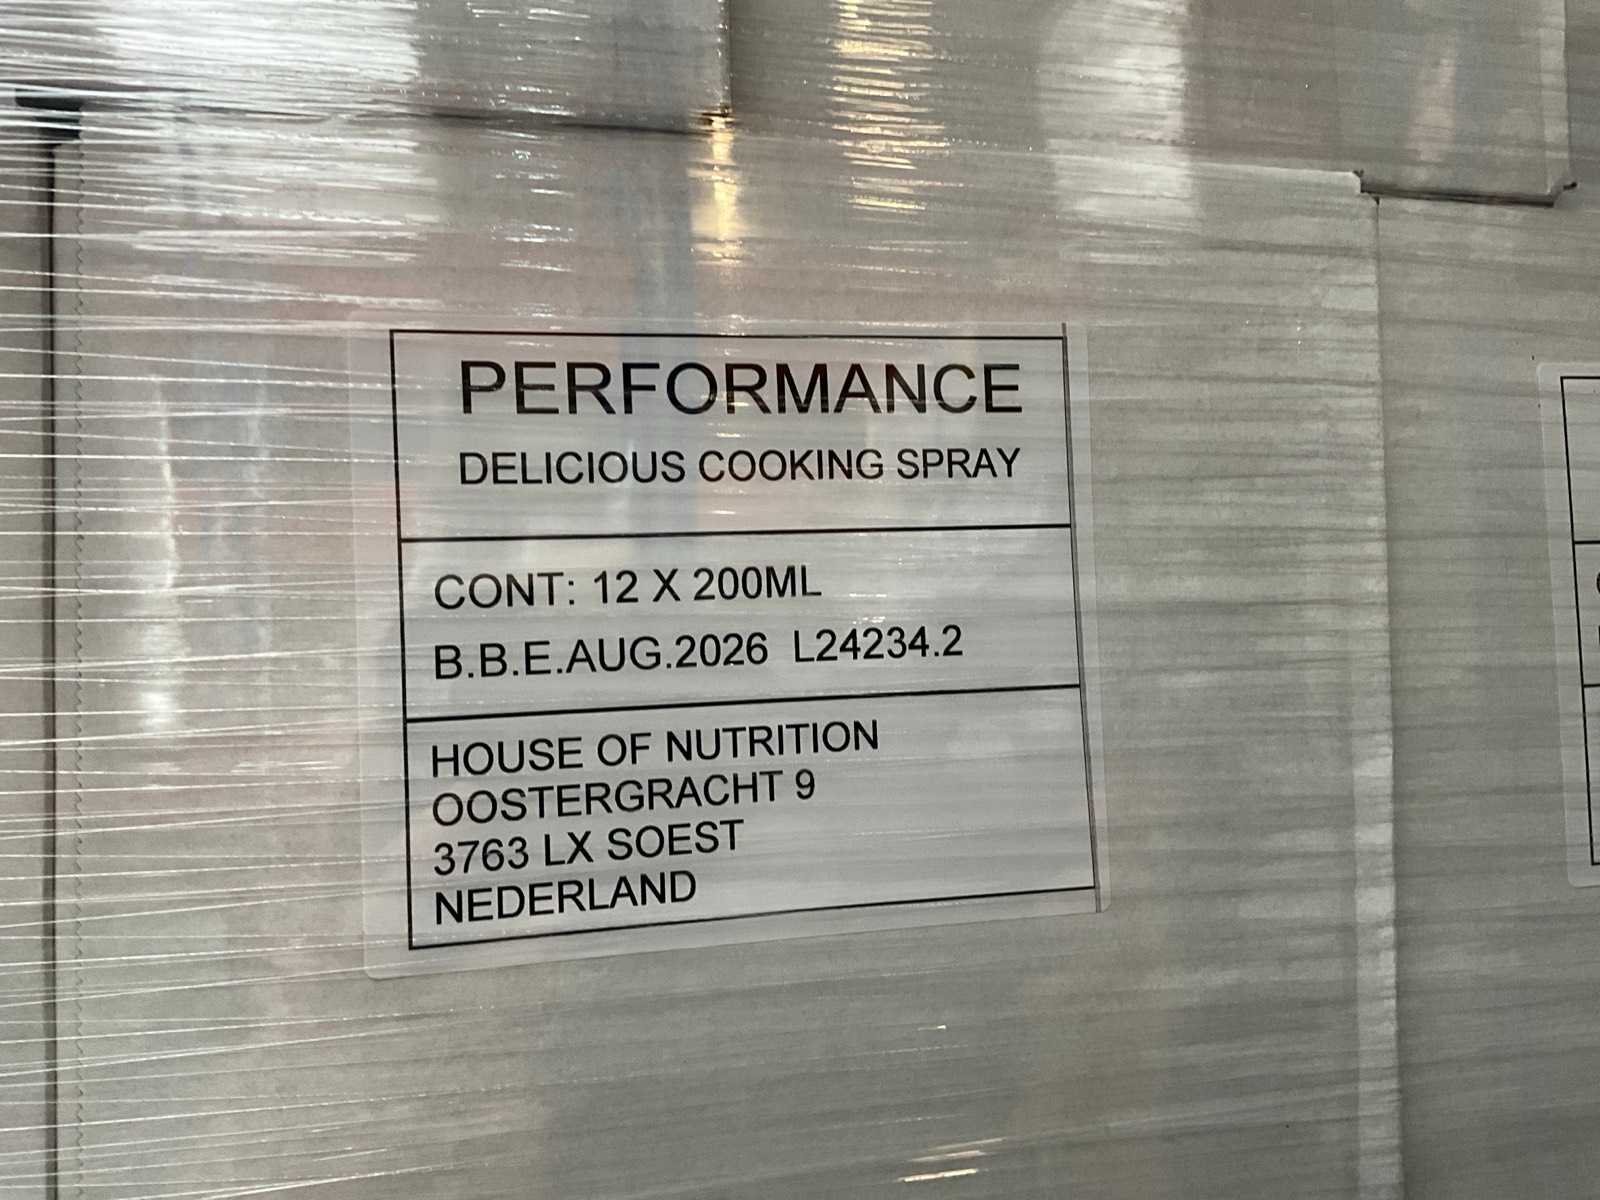 PERFORMANCE
DELICIOUS COOKING SPRAY
CONT: 12 X 200ML
B.B.E.AUG.2026 L24234.2
HOUSE OF NUTRITION
OOSTERGRACHT 9
3763 LX SOEST
NEDERLAND